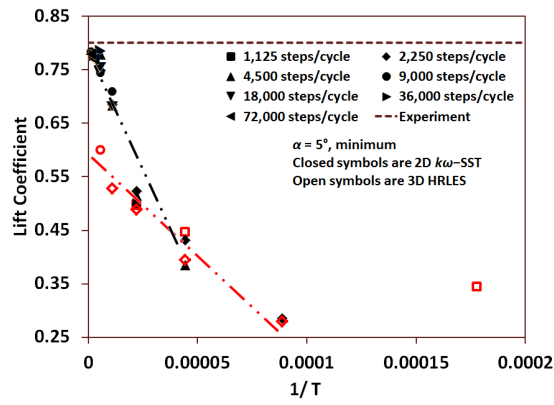 0.85
0.75
0.65
0.55
0.45
0.35
0.25
Lift Coefficient
1,125 steps/cycle 2,250 steps/cycle
4,500 steps/cycle 9,000 steps/cycle
18,000 steps/cycle 36,000 steps/cycle
72,000 steps/cycle Experiment
α = 5°, minimum
Closed symbols are 2D kω–SST
Open symbols are 3D HRLES
0 0.00005 0.0001 0.00015 0.0002
1/ T